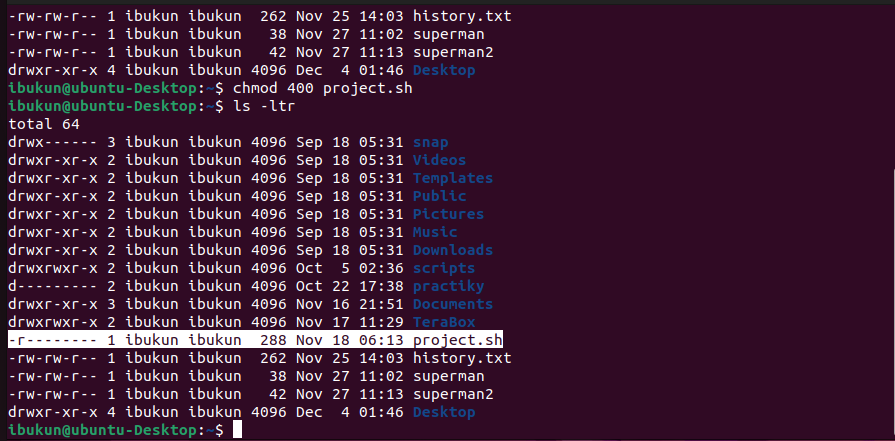 -rw-rw-r-- 1 ibukun ibukun  262 Nov 25 14:03 history.txt
-rw-rw-r-- 1 ibukun ibukun   38 Nov 27 11:02 superman
-rw-rw-r-- 1 ibukun ibukun   42 Nov 27 11:13 superman2
drwxr-xr-x 4 ibukun ibukun 4096 Dec  4 01:46 Desktop
ibukun@ubuntu-Desktop:~$ chmod 400 project.sh
ibukun@ubuntu-Desktop:~$ ls -ltr
total 64
drwx------ 3 ibukun ibukun 4096 Sep 18 05:31 snap
drwxr-xr-x 2 ibukun ibukun 4096 Sep 18 05:31 Videos
drwxr-xr-x 2 ibukun ibukun 4096 Sep 18 05:31 Templates
drwxr-xr-x 2 ibukun ibukun 4096 Sep 18 05:31 Public
drwxr-xr-x 2 ibukun ibukun 4096 Sep 18 05:31 Pictures
drwxr-xr-x 2 ibukun ibukun 4096 Sep 18 05:31 Music
drwxr-xr-x 2 ibukun ibukun 4096 Sep 18 05:31 Downloads
drwxrwxr-x 2 ibukun ibukun 4096 Oct  5 02:36 scripts
d--------- 2 ibukun ibukun 4096 Oct 22 17:38 practiky
drwxr-xr-x 3 ibukun ibukun 4096 Nov 16 21:51 Documents
drwxrwxr-x 2 ibukun ibukun 4096 Nov 17 11:29 TeraBox
-r-------- 1 ibukun ibukun  288 Nov 18 06:13 project.sh
-rw-rw-r-- 1 ibukun ibukun  262 Nov 25 14:03 history.txt
-rw-rw-r-- 1 ibukun ibukun   38 Nov 27 11:02 superman
-rw-rw-r-- 1 ibukun ibukun   42 Nov 27 11:13 superman2
drwxr-xr-x 4 ibukun ibukun 4096 Dec  4 01:46 Desktop
ibukun@ubuntu-Desktop:~$